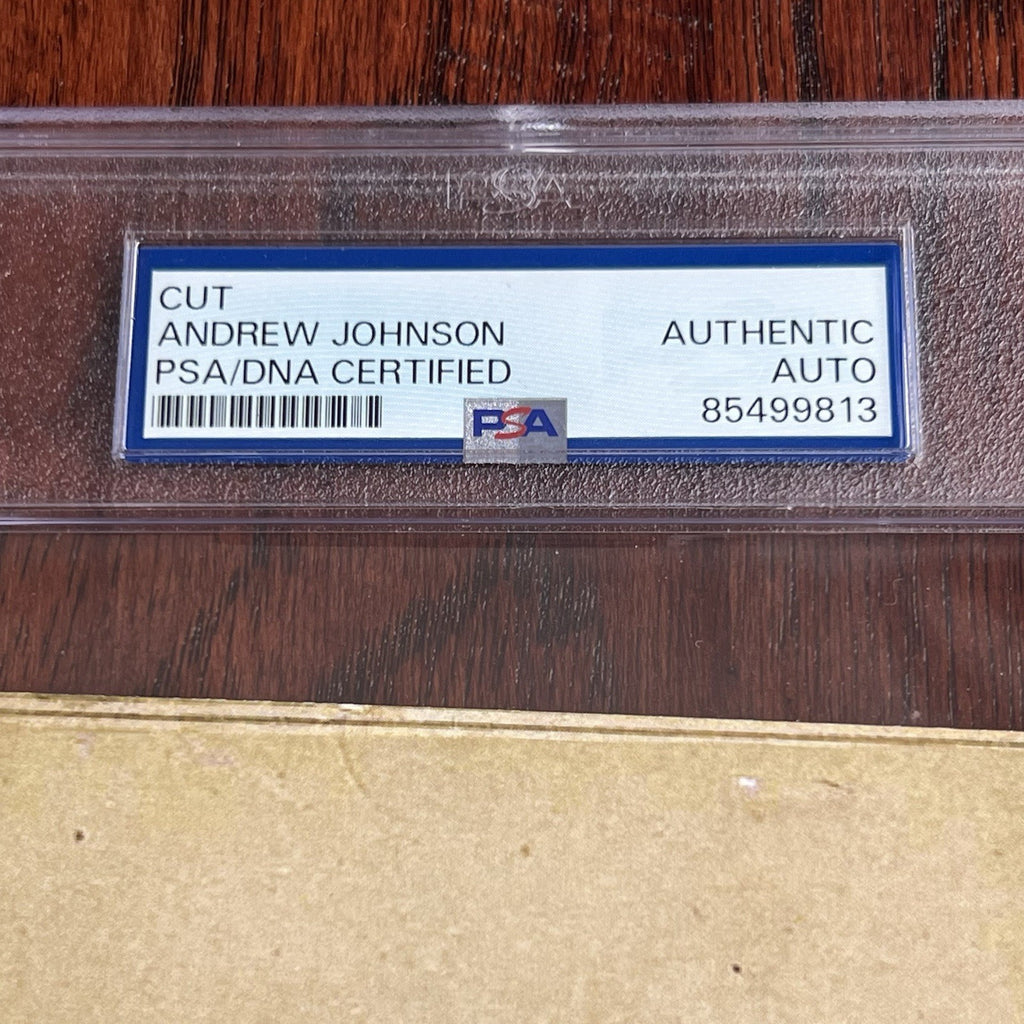 CUT
ANDREW JOHNSON
PSA/DNA CERTIFIED
AUTHENTIC
AUTO
85499813
PSA